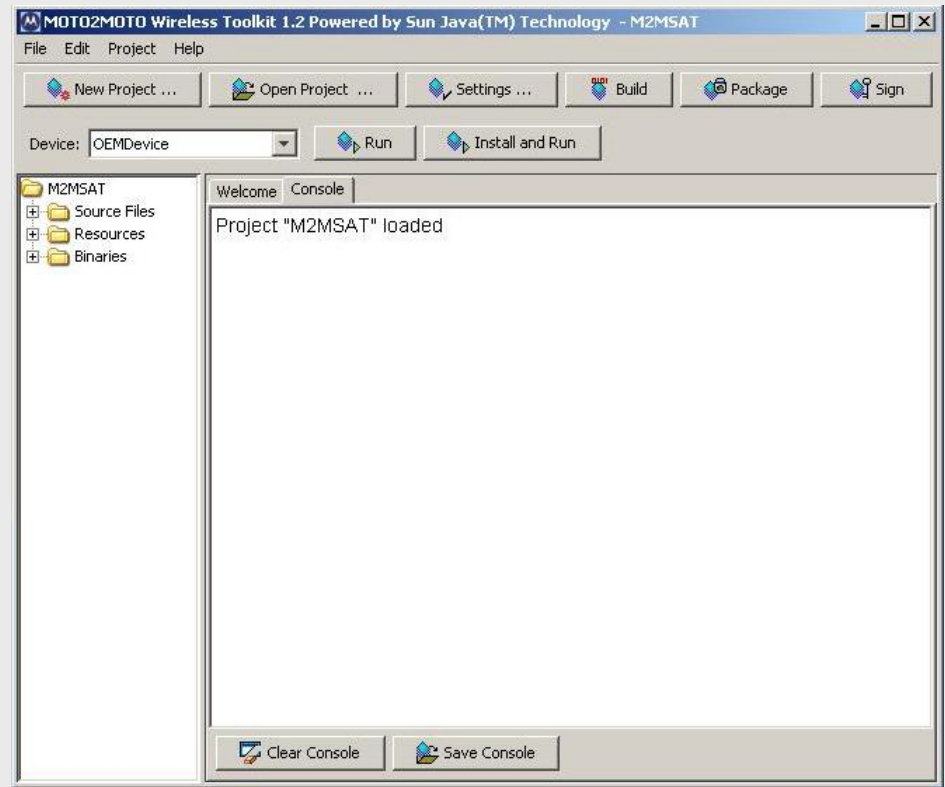 MOTO2MOTO Wireless Toolkit 1.2 Powered by Sun Java(TM) Technology - M2MSAT
File Edit Project Help
New Project ... Open Project ... Settings ... Build Package Sign
Device: OEMDevice Run Install and Run
M2MSAT
Source Files
Resources
Binaries
Welcome Console
Project "M2MSAT" loaded
Clear Console Save Console